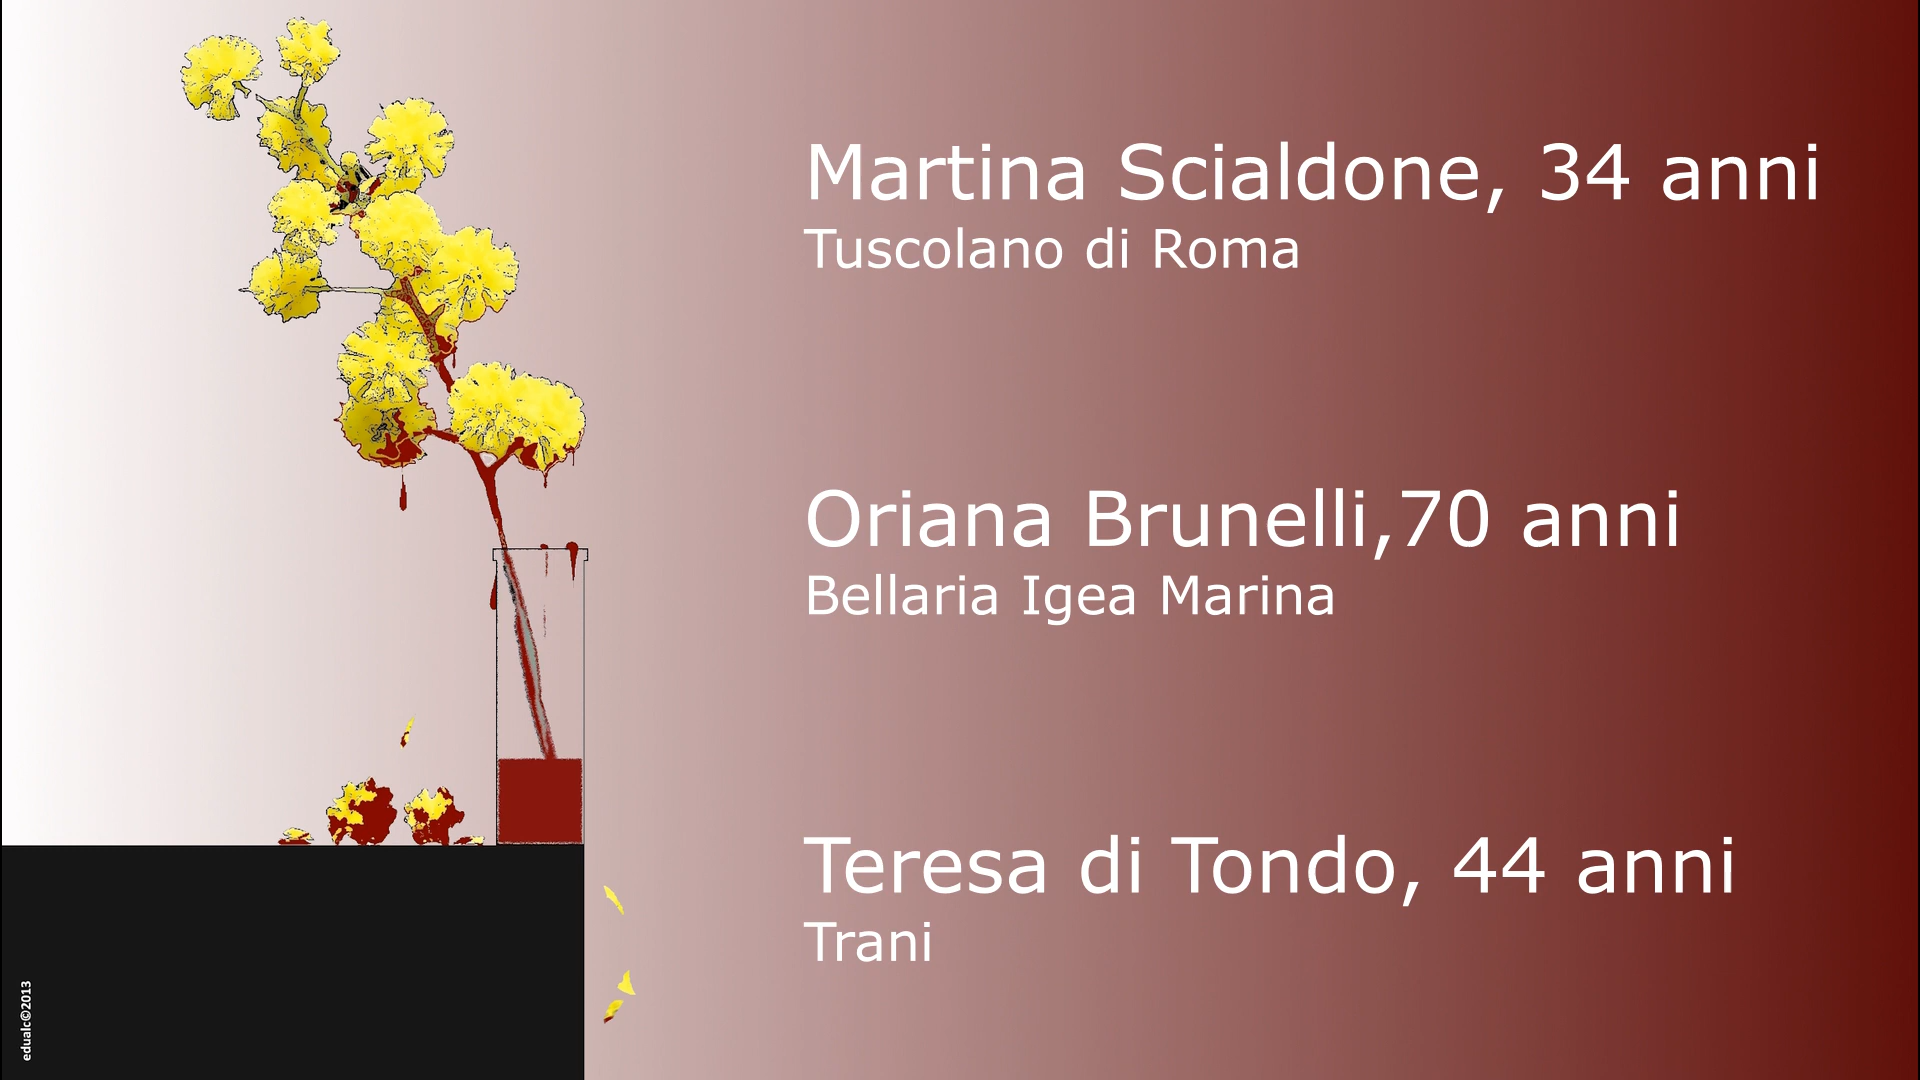 Martina Scialdone, 34 anni
Tuscolano di Roma
Oriana Brunelli,70 anni
Bellaria Igea Marina
Teresa di Tondo, 44 anni
Trani
edualc©2013